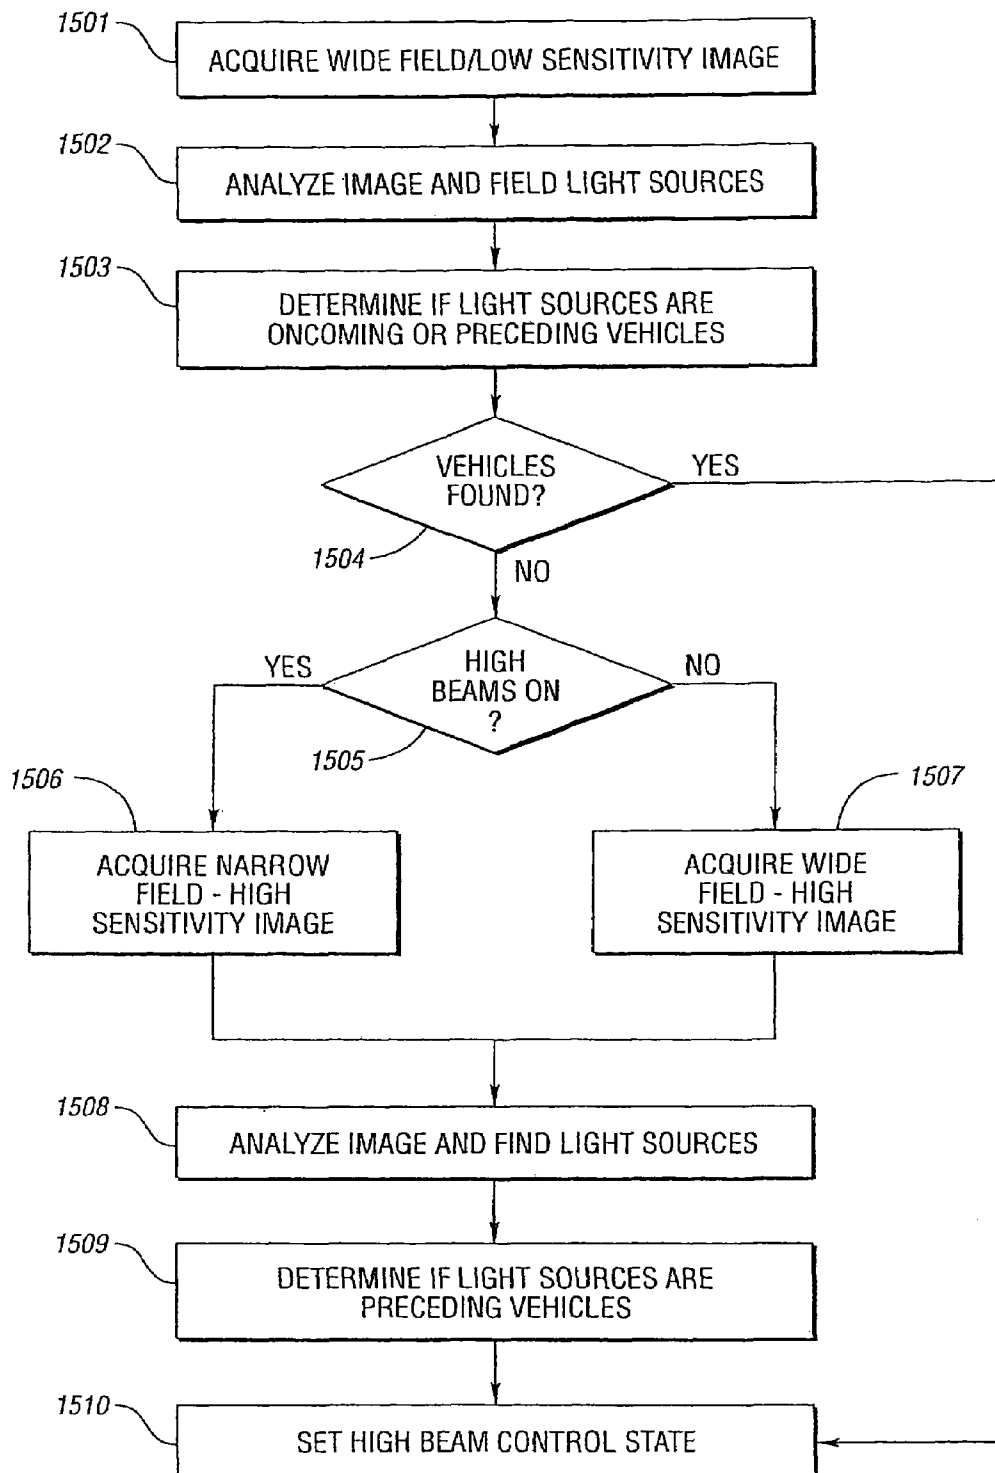 1501
ACQUIRE WIDE FIELD/LOW SENSITIVITY IMAGE
1502
ANALYZE IMAGE AND FIELD LIGHT SOURCES
1503
DETERMINE IF LIGHT SOURCES ARE
ONCOMING OR PRECEDING VEHICLES
VEHICLES
FOUND?
YES
1504
NO
YES
HIGH
BEAMS ON
?
NO
1505
1506
1507
ACQUIRE NARROW
FIELD - HIGH
SENSITIVITY IMAGE
ACQUIRE WIDE
FIELD - HIGH
SENSITIVITY IMAGE
1508
ANALYZE IMAGE AND FIND LIGHT SOURCES
1509
DETERMINE IF LIGHT SOURCES ARE
PRECEDING VEHICLES
1510
SET HIGH BEAM CONTROL STATE